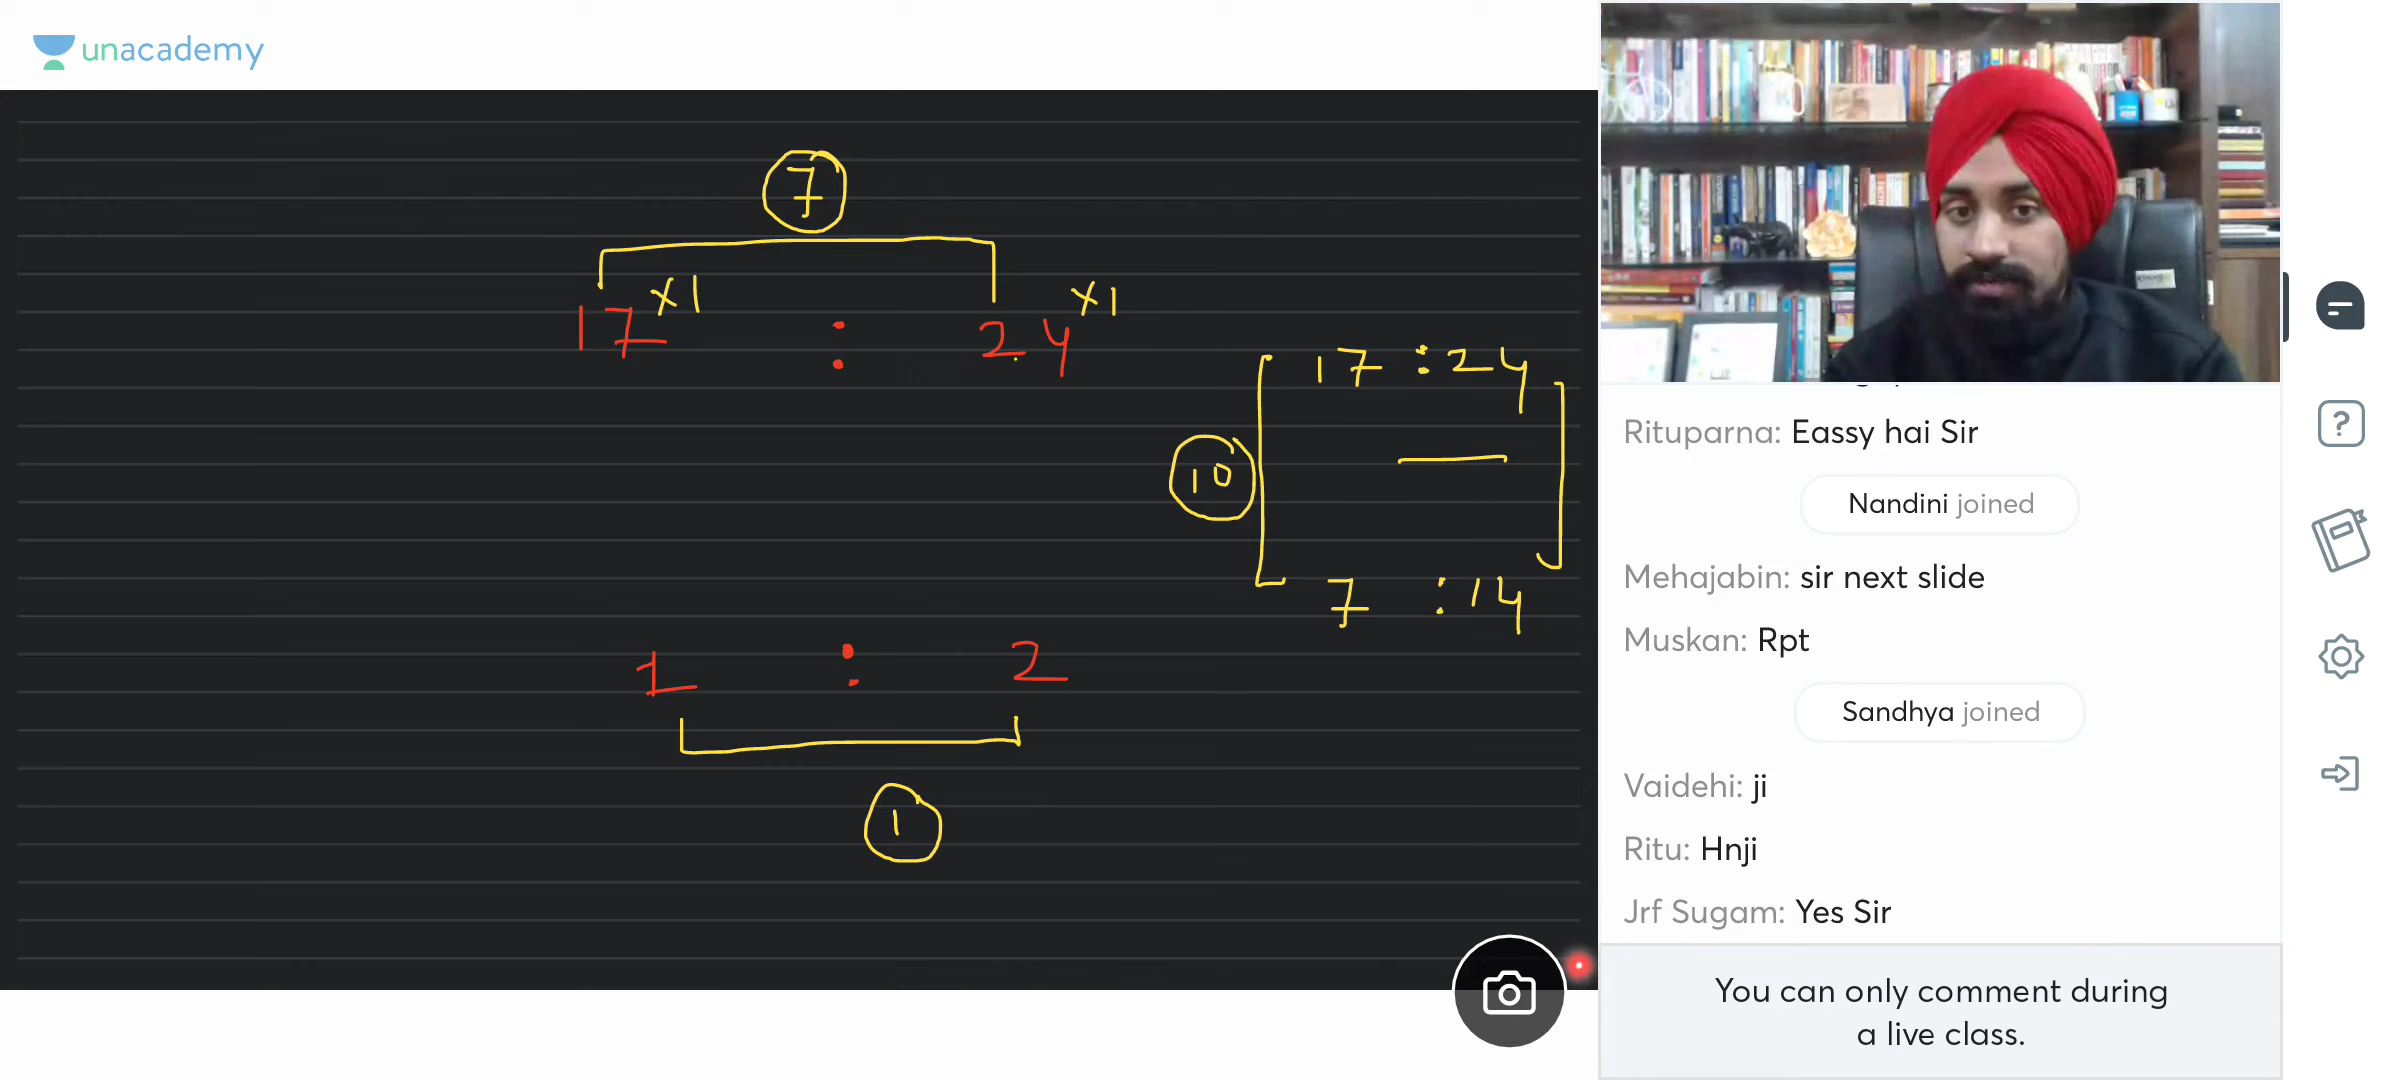 unacademy
7
17 ×1 : 24 ×1
10
17 : 24
7 : 14
1 : 2
1
Rituparna: Eassy hai Sir
Nandini joined
Mehajabin: sir next slide
Muskan: Rpt
Sandhya joined
Vaidehi: ji
Ritu: Hnji
Jrf Sugam: Yes Sir
You can only comment during
a live class.
?